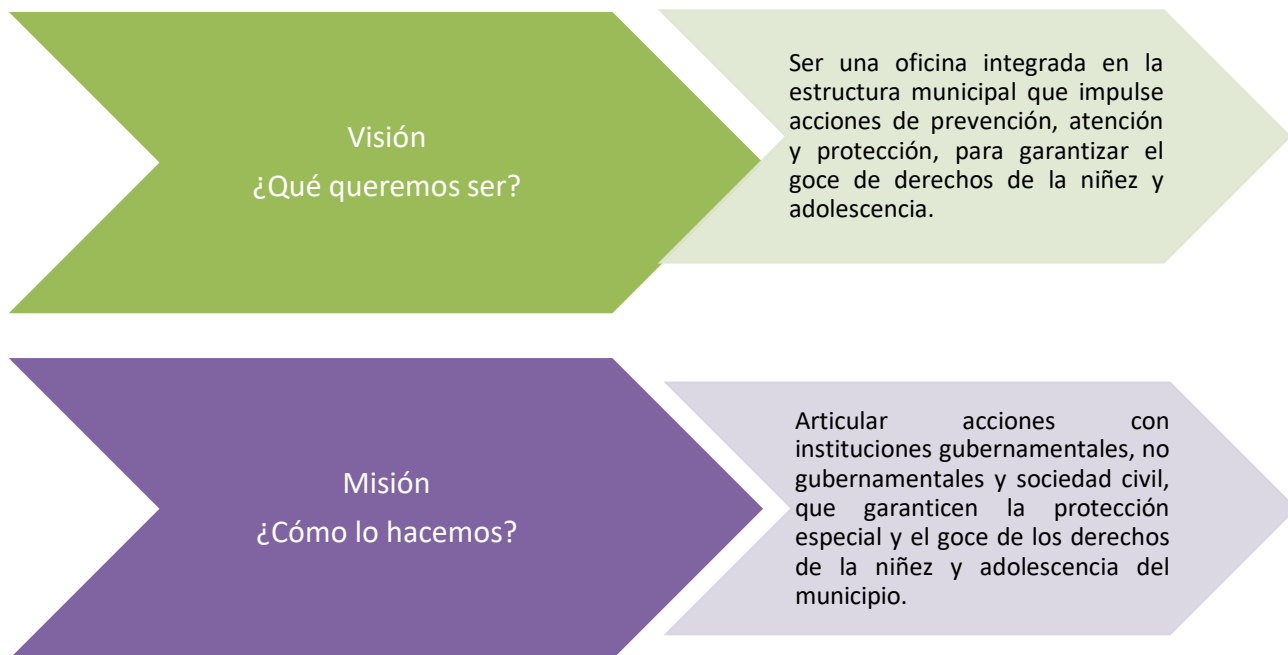 Visión
¿Qué queremos ser?
Ser una oficina integrada en la
estructura municipal que impulse
acciones de prevención, atención
y protección, para garantizar el
goce de derechos de la niñez y
adolescencia.
Misión
¿Cómo lo hacemos?
Articular acciones con
instituciones gubernamentales, no
gubernamentales y sociedad civil,
que garanticen la protección
especial y el goce de los derechos
de la niñez y adolescencia del
municipio.